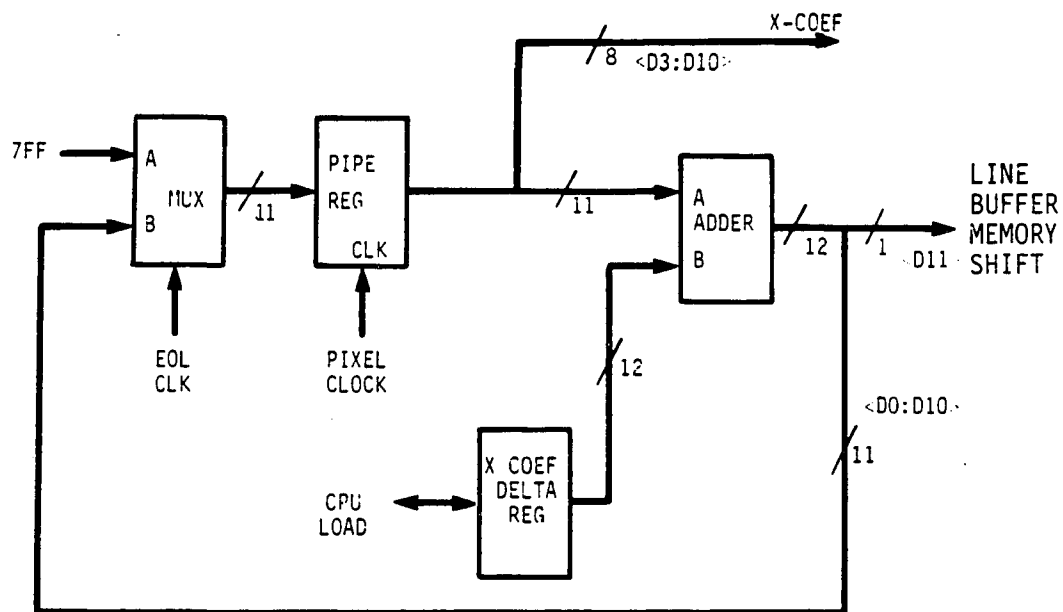 X-COEF
8
<D3:D10>
7FF
A
MUX
B
11
PIPE
REG
CLK
11
A
ADDER
B
12
1
D11
LINE
BUFFER
MEMORY
SHIFT
EOL
CLK
PIXEL
CLOCK
12
<D0:D10>
11
X COEF
DELTA
REG
CPU
LOAD